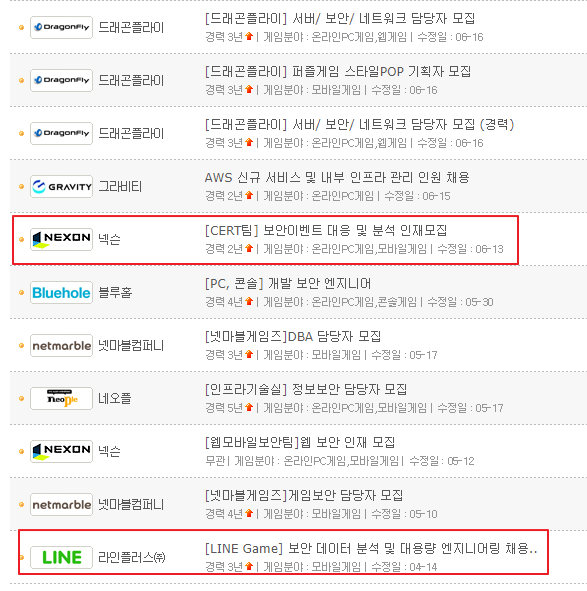 DRAGONFLY 드래곤플라이 [드래곤플라이] 서버/ 보안/ 네트워크 담당자 모집
경력 3년 | 게임분야 : 온라인PC게임,웹게임 | 수정일 : 06-16
DRAGONFLY 드래곤플라이 [드래곤플라이] 퍼즐게임 스타일POP 기획자 모집
경력 3년 | 게임분야 : 모바일게임 | 수정일 : 06-16
DRAGONFLY 드래곤플라이 [드래곤플라이] 서버/ 보안/ 네트워크 담당자 모집 (경력)
경력 3년 | 게임분야 : 온라인PC게임,웹게임 | 수정일 : 06-16
GRAVITY 그라비티 AWS 신규 서비스 및 내부 인프라 관리 인원 채용
경력 2년 | 게임분야 : 온라인PC게임 | 수정일 : 06-15
NEXON 넥슨 [CERT팀] 보안이벤트 대응 및 분석 인재모집
경력 2년 | 게임분야 : 온라인PC게임,모바일게임 | 수정일 : 06-13
Bluehole 블루홀 [PC, 콘솔] 개발 보안 엔지니어
경력 4년 | 게임분야 : 온라인PC게임,콘솔게임 | 수정일 : 05-30
netmarble 넷마블컴퍼니 [넷마블게임즈]DBA 담당자 모집
경력 3년 | 게임분야 : 모바일게임 | 수정일 : 05-17
neople 네오플 [인프라기술실] 정보보안 담당자 모집
경력 5년 | 게임분야 : 온라인PC게임,모바일게임 | 수정일 : 05-17
NEXON 넥슨 [웹모바일보안팀]웹 보안 인재 모집
무관 | 게임분야 : 온라인PC게임,모바일게임 | 수정일 : 05-12
netmarble 넷마블컴퍼니 [넷마블게임즈]게임보안 담당자 모집
경력 4년 | 게임분야 : 모바일게임 | 수정일 : 05-10
LINE 라인플러스㈜ [LINE Game] 보안 데이터 분석 및 대용량 엔지니어링 채용..
경력 3년 | 게임분야 : 모바일게임 | 수정일 : 04-14